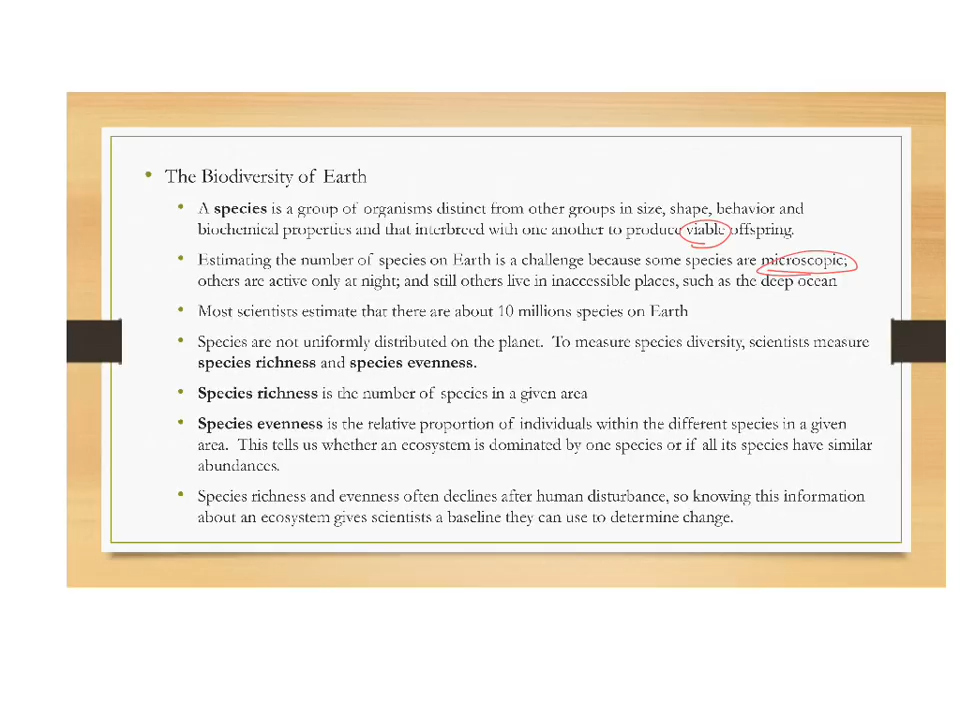 • The Biodiversity of Earth
• A species is a group of organisms distinct from other groups in size, shape, behavior and
biochemical properties and that interbreed with one another to produce viable offspring.
• Estimating the number of species on Earth is a challenge because some species are microscopic;
others are active only at night; and still others live in inaccessible places, such as the deep ocean
• Most scientists estimate that there are about 10 millions species on Earth
• Species are not uniformly distributed on the planet. To measure species diversity, scientists measure
species richness and species evenness.
• Species richness is the number of species in a given area
• Species evenness is the relative proportion of individuals within the different species in a given
area. This tells us whether an ecosystem is dominated by one species or if all its species have similar
abundances.
• Species richness and evenness often declines after human disturbance, so knowing this information
about an ecosystem gives scientists a baseline they can use to determine change.